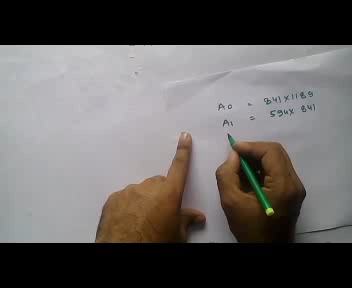 A0 = 841 x 1189
A1 = 594 x 841